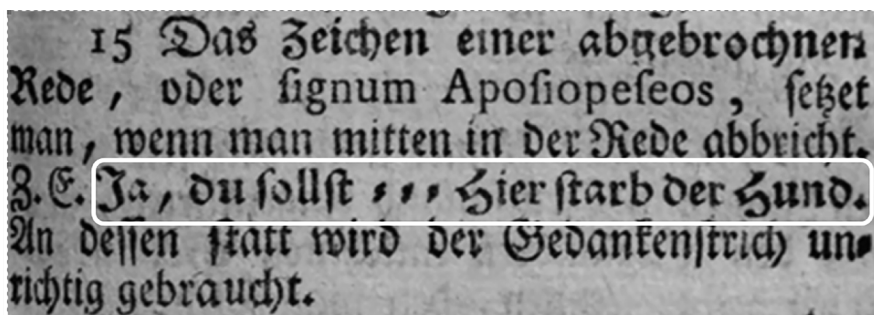 15 Das Zeichen einer abgebrochnen
Rede, oder ſignum Apoſiopeſeos, ſetzet
man, wenn man mitten in der Rede abbricht.
Z. E. Ja, du ſollſt ⸗ ⸗ ⸗ Hier ſtarb der Hund.
An deſſen ſtatt wird der Gedankenſtrich un⸗
richtig gebraucht.